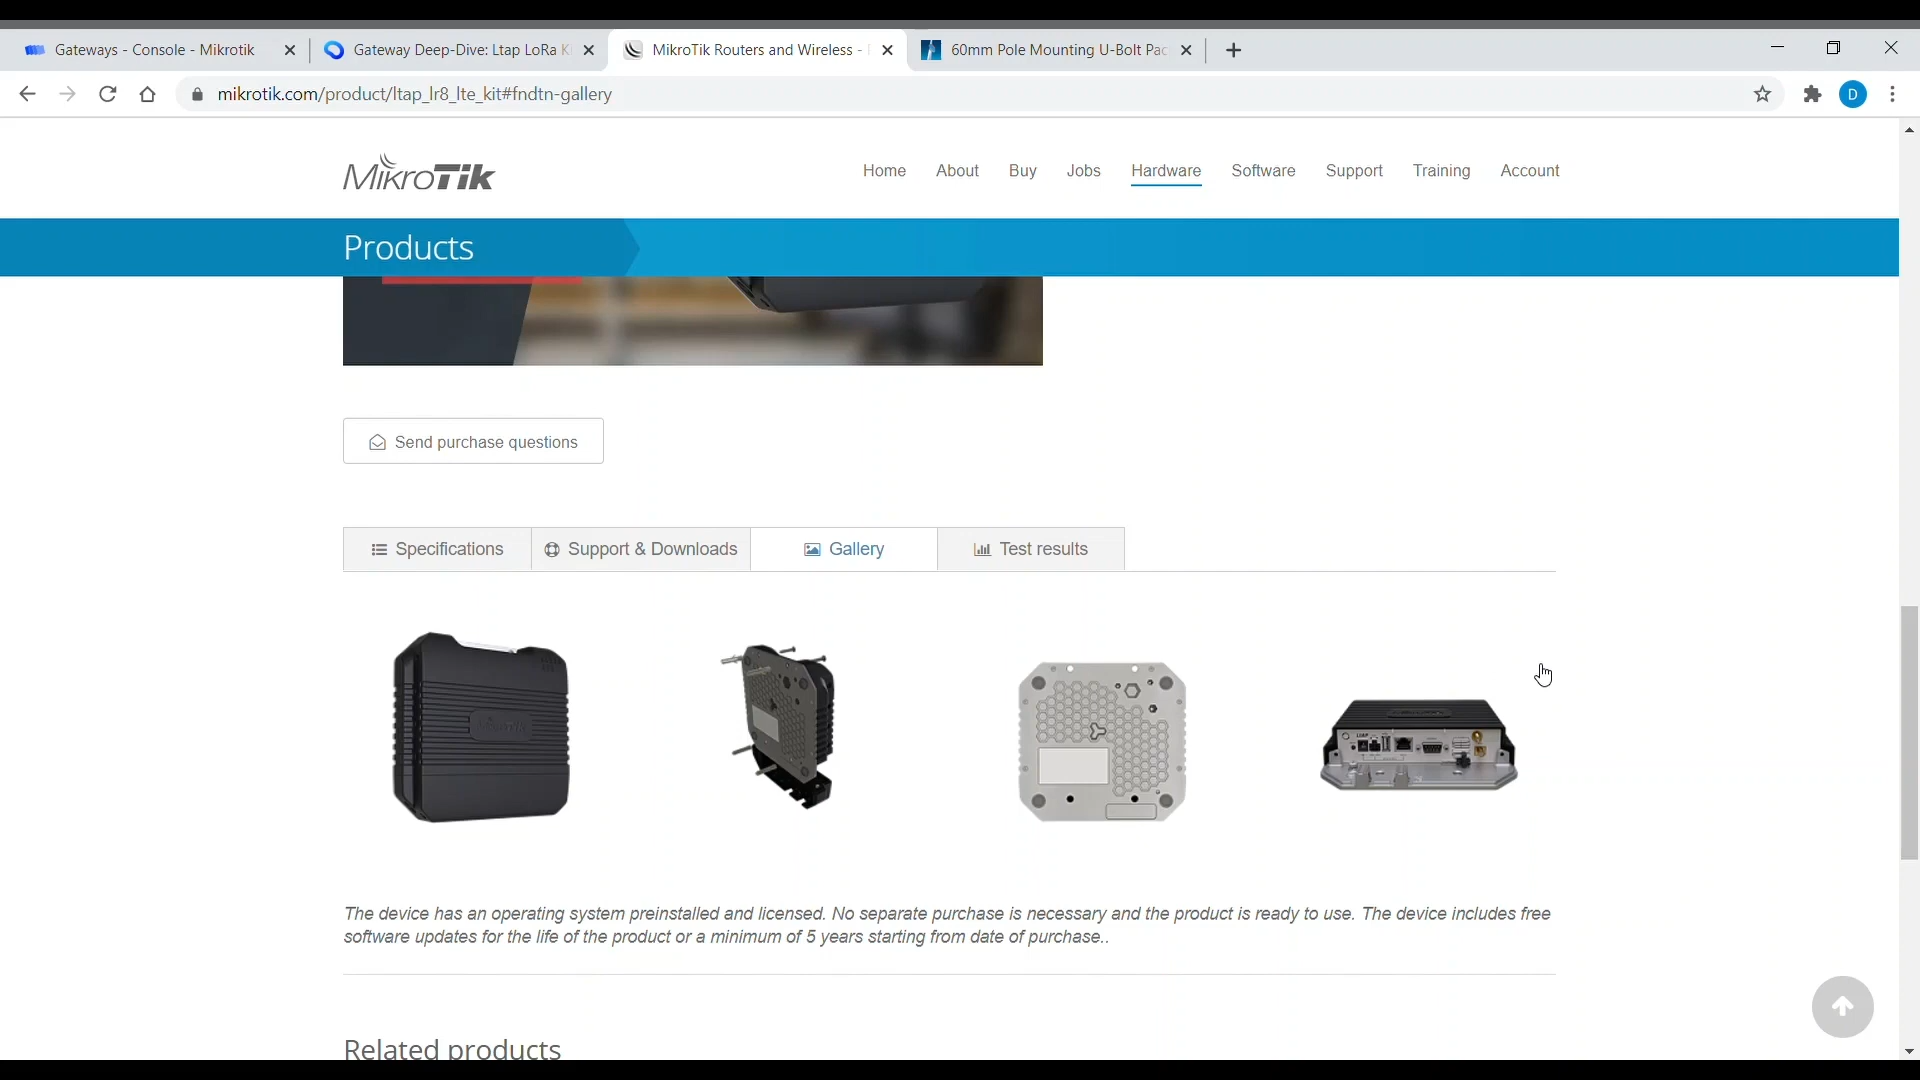 Gateways - Console - Mikrotik
Gateway Deep-Dive: Ltap LoRa
MikroTik Routers and Wireless -
60mm Pole Mounting U-Bolt Pac
mikrotik.com/product/ltap_lr8_lte_kit#fndtn-gallery
D
MikroTik
Home About Buy Jobs Hardware Software Support Training Account
Products
Send purchase questions
Specifications Support & Downloads Gallery Test results
The device has an operating system preinstalled and licensed. No separate purchase is necessary and the product is ready to use. The device includes free
software updates for the life of the product or a minimum of 5 years starting from date of purchase..
Related products